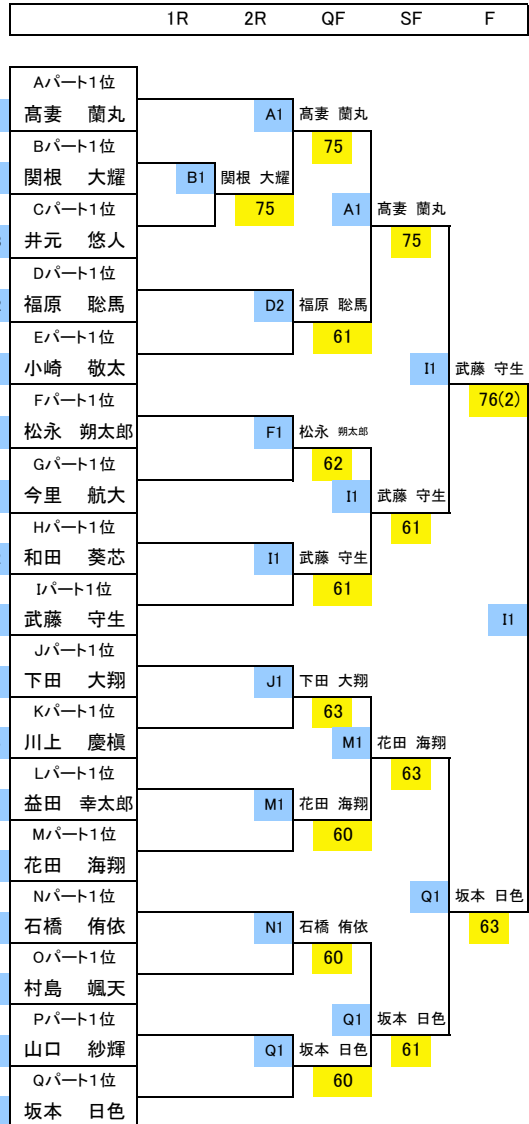 1R 2R QF SF F
Aパート1位
髙妻 蘭丸 A1 髙妻 蘭丸
Bパート1位 75
関根 大耀 B1 関根 大耀
Cパート1位 75 A1 髙妻 蘭丸
井元 悠人 75
Dパート1位
福原 聡馬 D2 福原 聡馬
Eパート1位 61
小崎 敬太 I1 武藤 守生
Fパート1位 76(2)
松永 朔太郎 F1 松永 朔太郎
Gパート1位 62
今里 航大 I1 武藤 守生
Hパート1位 61
和田 葵芯 I1 武藤 守生
Iパート1位 61
武藤 守生 I1
Jパート1位
下田 大翔 J1 下田 大翔
Kパート1位 63
川上 慶槇 M1 花田 海翔
Lパート1位 63
益田 幸太郎 M1 花田 海翔
Mパート1位 60
花田 海翔
Nパート1位 Q1 坂本 日色
石橋 侑依 N1 石橋 侑依 63
Oパート1位 60
村島 颯天
Pパート1位 Q1 坂本 日色
山口 紗輝 Q1 坂本 日色 61
Qパート1位 60
坂本 日色